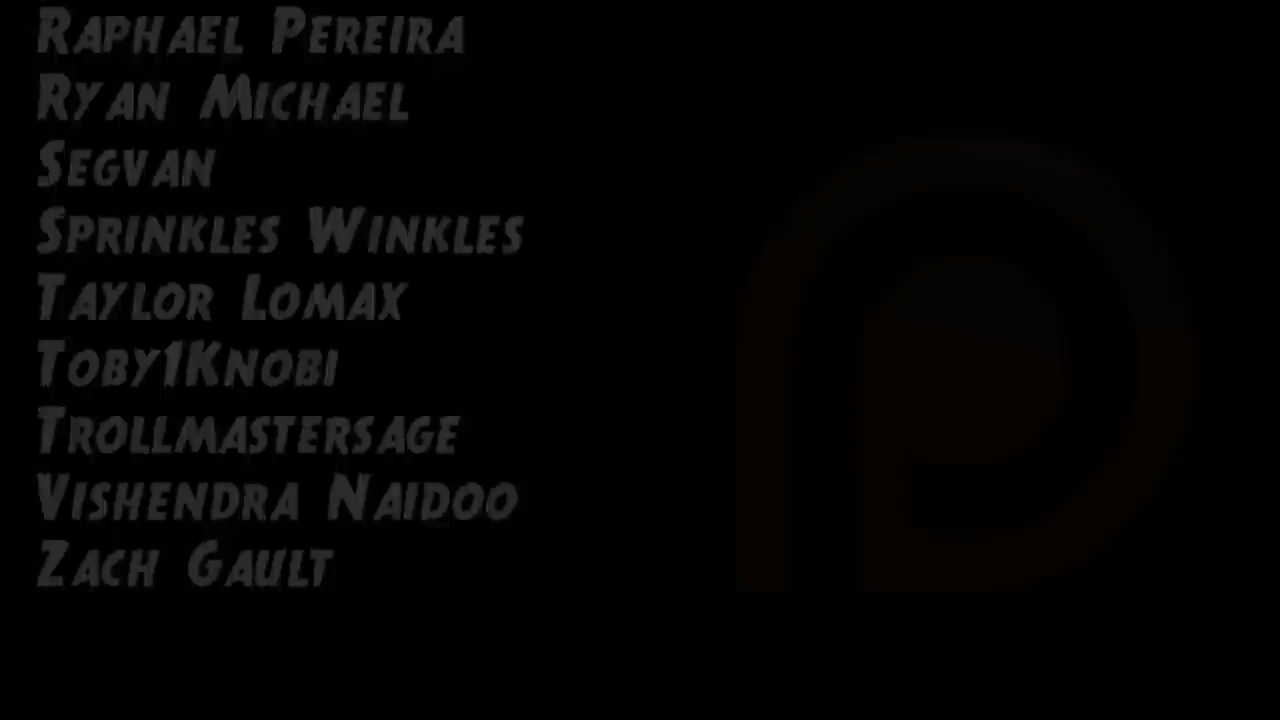 Raphael Pereira
Ryan Michael
Segvan
Sprinkles Winkles
Taylor Lomax
Toby1Knobi
Trollmastersage
Vishendra Naidoo
Zach Gault